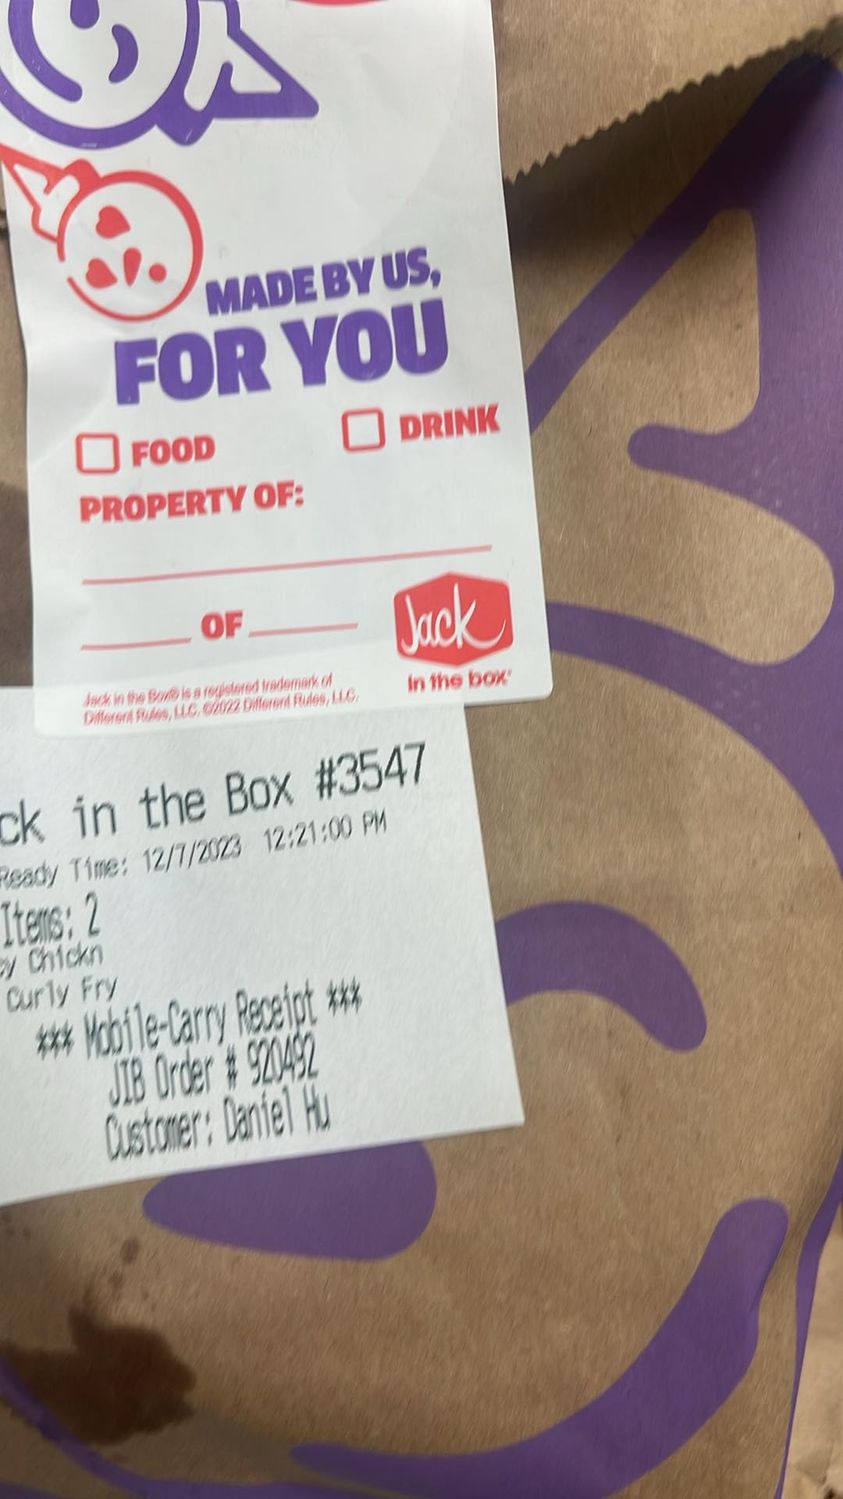 MADE BY US,
FOR YOU
FOOD
DRINK
PROPERTY OF:
OF
Jack
in the box®
Jack in the Box® is a registered trademark of
Different Rules, LLC. ©2022 Different Rules, LLC.
ck in the Box #3547
Ready Time: 12/7/2023 12:21:00 PM
Items: 2
cy Chickn
Curly Fry
*** Mobile-Carry Receipt ***
JIB Order # 920492
Customer: Daniel Hu